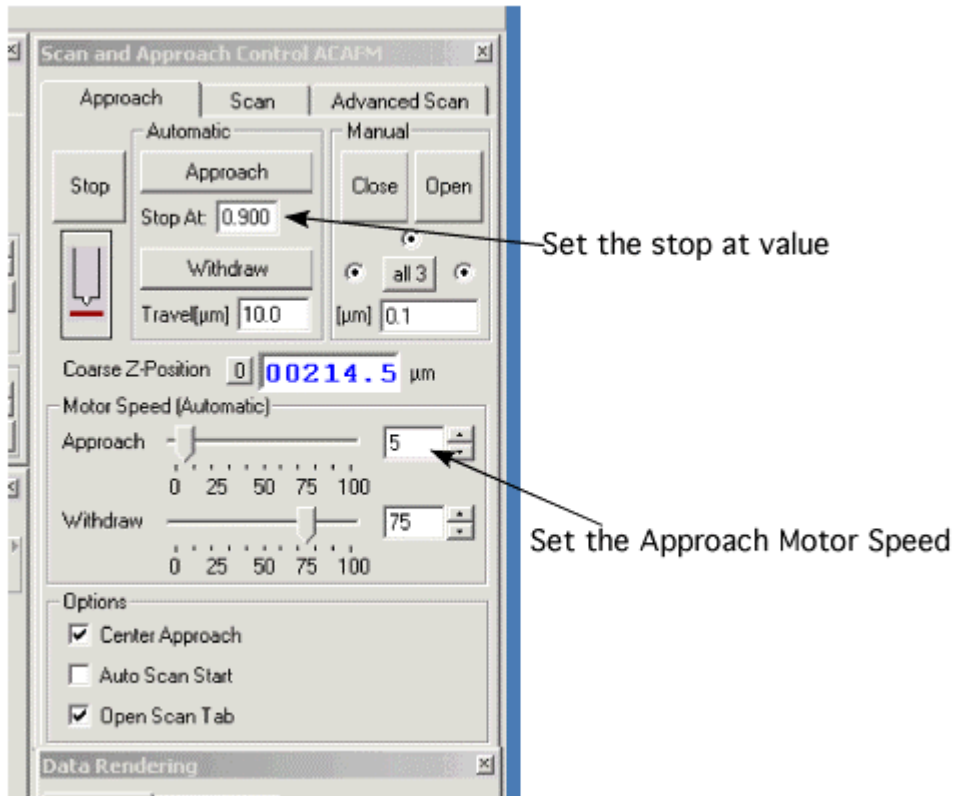 Scan and Approach Control ACAFM
Approach Scan Advanced Scan
Automatic Manual
Stop Approach Close Open
Stop At: 0.900
Set the stop at value
Withdraw all 3
Travel[µm] 10.0 [µm] 0.1
Coarse Z-Position 0 00214.5 µm
Motor Speed (Automatic)
Approach 5
0 25 50 75 100
Set the Approach Motor Speed
Withdraw 75
0 25 50 75 100
Options
Center Approach
Auto Scan Start
Open Scan Tab
Data Rendering